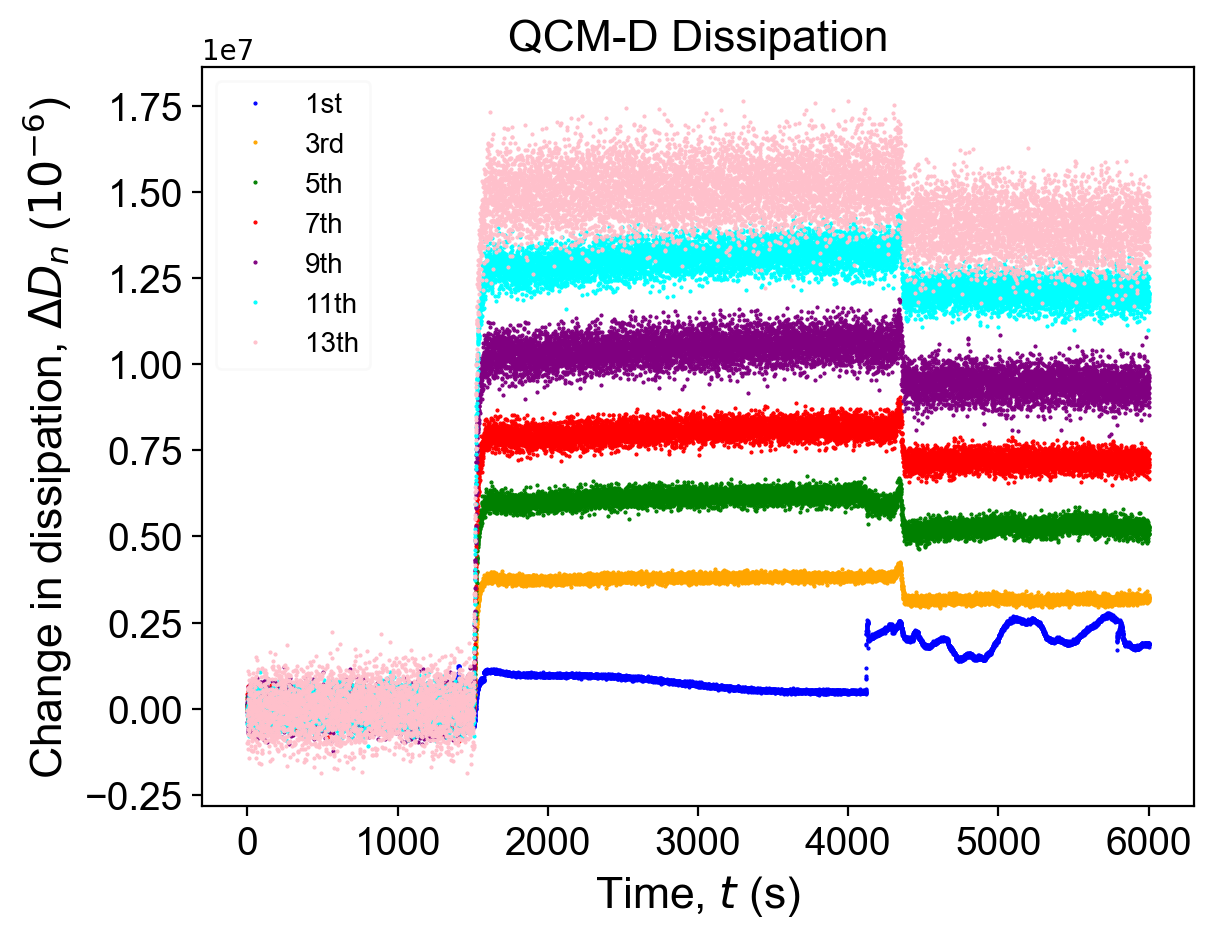 QCM-D Dissipation
1e7
1.75
1.50
1.25
1.00
0.75
0.50
0.25
0.00
−0.25
Change in dissipation, ΔDₙ (10⁻⁶)
1st
3rd
5th
7th
9th
11th
13th
0 1000 2000 3000 4000 5000 6000
Time, t (s)